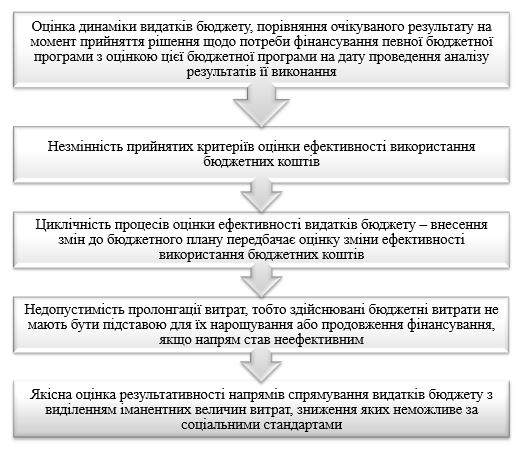 Оцінка динаміки видатків бюджету, порівняння очікуваного результату на
момент прийняття рішення щодо потреби фінансування певної бюджетної
програми з оцінкою цієї бюджетної програми на дату проведення аналізу
результатів її виконання
Незмінність прийнятих критеріїв оцінки ефективності використання
бюджетних коштів
Циклічність процесів оцінки ефективності видатків бюджету – внесення
змін до бюджетного плану передбачає оцінку зміни ефективності
використання бюджетних коштів
Недопустимість пролонгації витрат, тобто здійснювані бюджетні витрати не
мають бути підставою для їх нарощування або продовження фінансування,
якщо напрям став неефективним
Якісна оцінка результативності напрямів спрямування видатків бюджету з
виділенням іманентних величин витрат, зниження яких неможливе за
соціальними стандартами